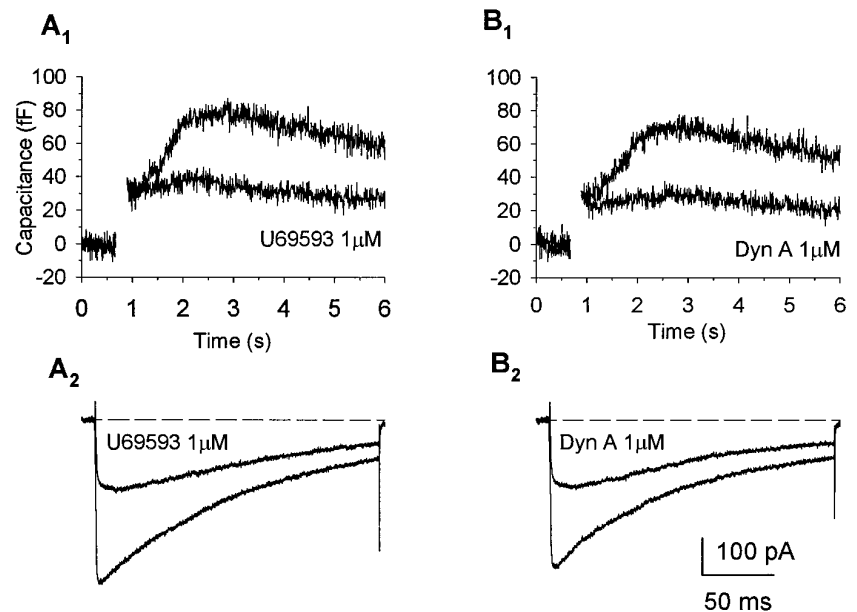 A1
Capacitance (fF)
100
80
60
40
20
0
-20
U69593 1µM
0 1 2 3 4 5 6
Time (s)
B1
100
80
60
40
20
0
-20
Dyn A 1µM
0 1 2 3 4 5 6
Time (s)
A2
U69593 1µM
B2
Dyn A 1µM
100 pA
50 ms